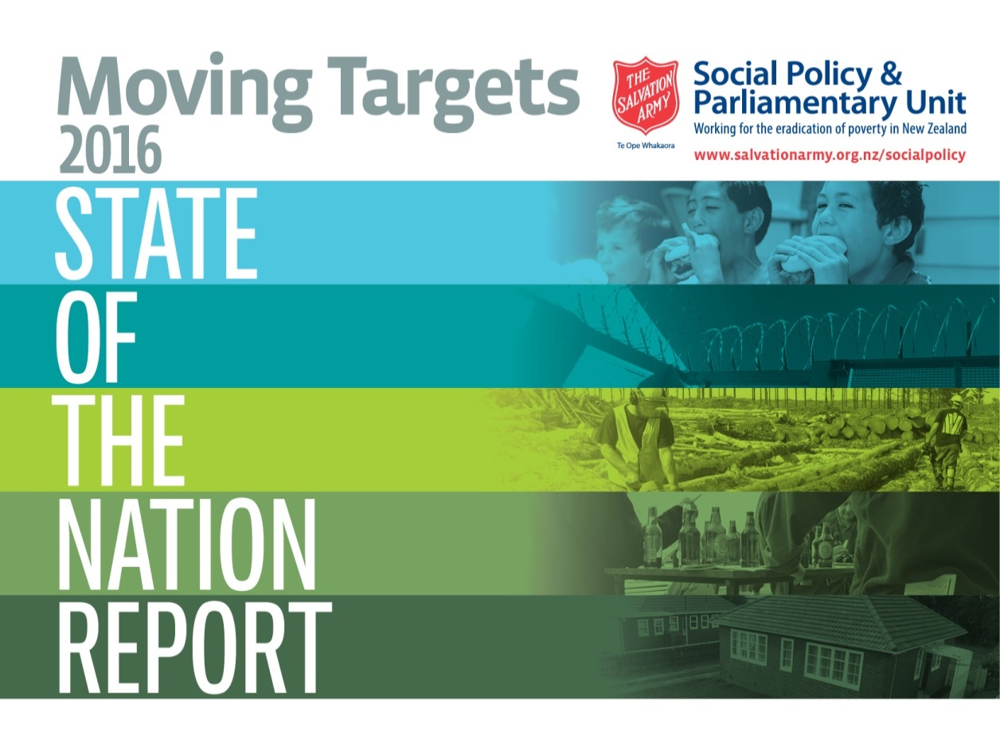 Moving Targets
2016
THE
SALVATION
ARMY
Te Ope Whakaora
Social Policy &
Parliamentary Unit
Working for the eradication of poverty in New Zealand
www.salvationarmy.org.nz/socialpolicy
STATE
OF
THE
NATION
REPORT